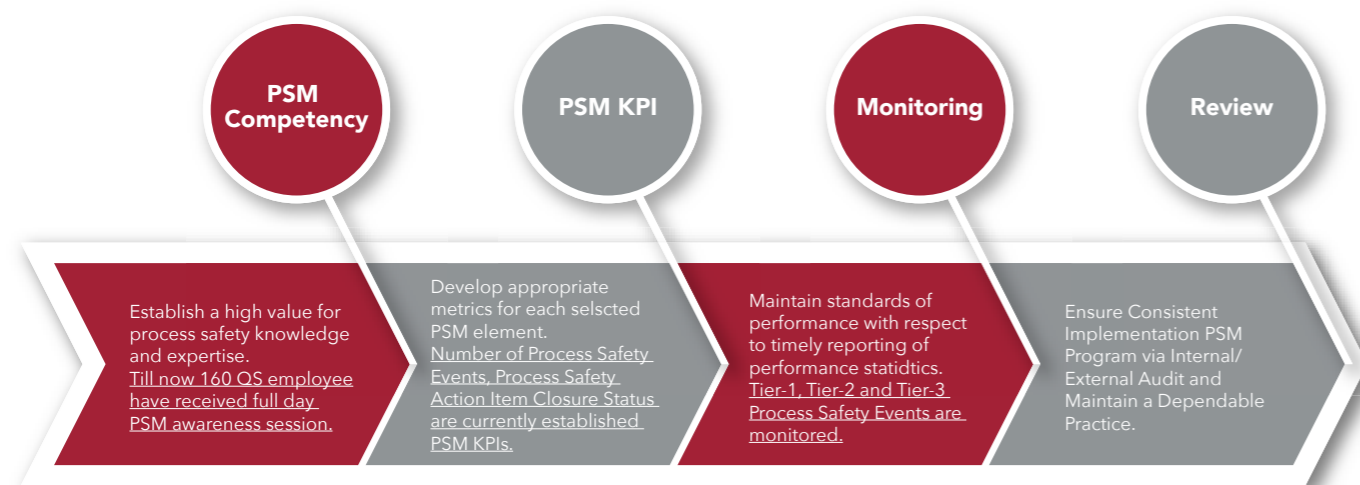 PSM
Competency
PSM KPI
Monitoring
Review
Establish a high value for
process safety knowledge
and expertise.
Till now 160 QS employee
have received full day
PSM awareness session.
Develop appropriate
metrics for each selscted
PSM element.
Number of Process Safety
Events, Process Safety
Action Item Closure Status
are currently established
PSM KPIs.
Maintain standards of
performance with respect
to timely reporting of
performance statidtics.
Tier-1, Tier-2 and Tier-3
Process Safety Events are
monitored.
Ensure Consistent
Implementation PSM
Program via Internal/
External Audit and
Maintain a Dependable
Practice.